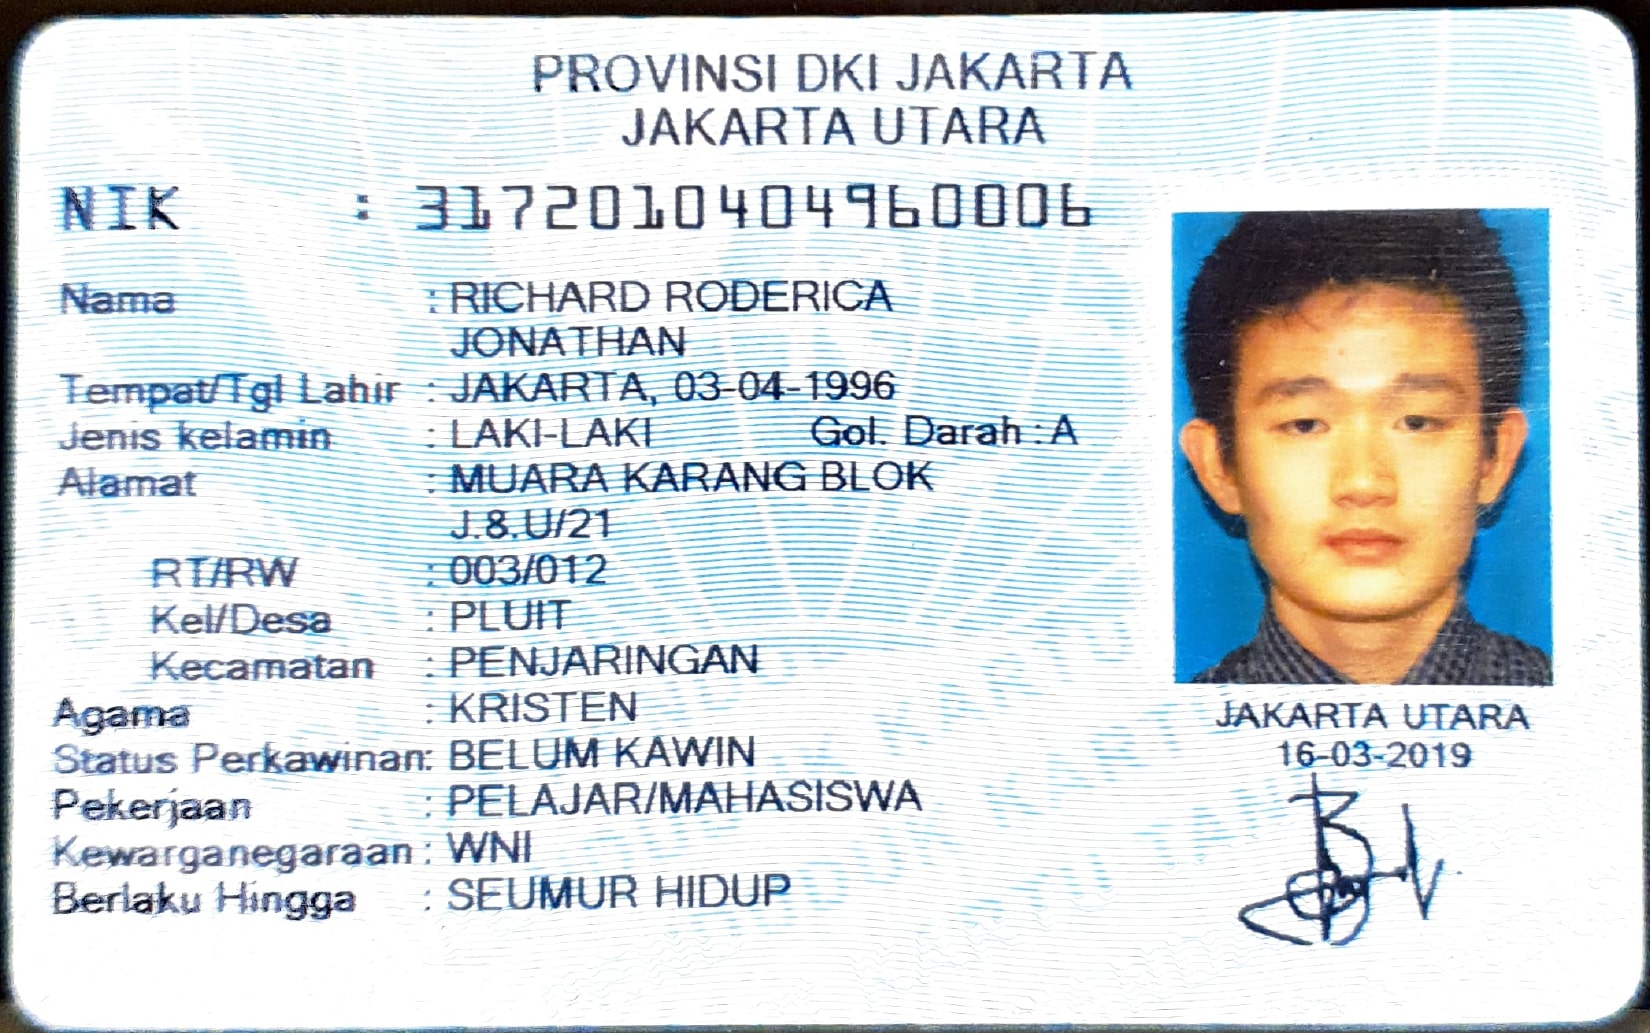 PROVINSI DKI JAKARTA
JAKARTA UTARA
NIK : 3172010404960006
Nama : RICHARD RODERICA
JONATHAN
Tempat/Tgl Lahir : JAKARTA, 03-04-1996
Jenis kelamin : LAKI-LAKI Gol. Darah : A
Alamat : MUARA KARANG BLOK
J.8.U/21
RT/RW : 003/012
Kel/Desa : PLUIT
Kecamatan : PENJARINGAN
Agama : KRISTEN
Status Perkawinan: BELUM KAWIN
Pekerjaan : PELAJAR/MAHASISWA
Kewarganegaraan : WNI
Berlaku Hingga : SEUMUR HIDUP
JAKARTA UTARA
16-03-2019